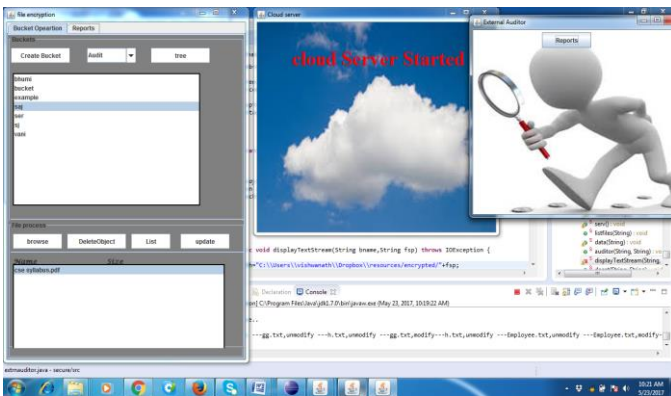 file encryption
Bucket Opeartion Reports
Buckets
Create Bucket Audit tree
bhumi
bucket
example
saj
ser
sj
vani
File process
browse DeleteObject List update
Name Size
cse syllabus.pdf
Cloud server
cloud Server Started
External Auditor
Reports
void displayTextStream(String bname,String fsp) throws IOException {
"C:\\Users\\vishwanath\\Dropbox\\resources/encrypted/"+fsp;
serv() : void
listfiles(String) : void
data(String) : void
auditor(String, String) : void
displayTextStream(String,
Declaration Console
C:\Program Files\Java\jdk1.7.0\bin\javaw.exe (May 23, 2017, 10:19:22 AM)
---gg.txt,unmodify ---h.txt,unmodify ---gg.txt,modify---h.txt,unmodify ---Employee.txt,unmodify ---Employee.txt,modify-
extmauditor.java - secure/src
10:21 AM
5/23/2017